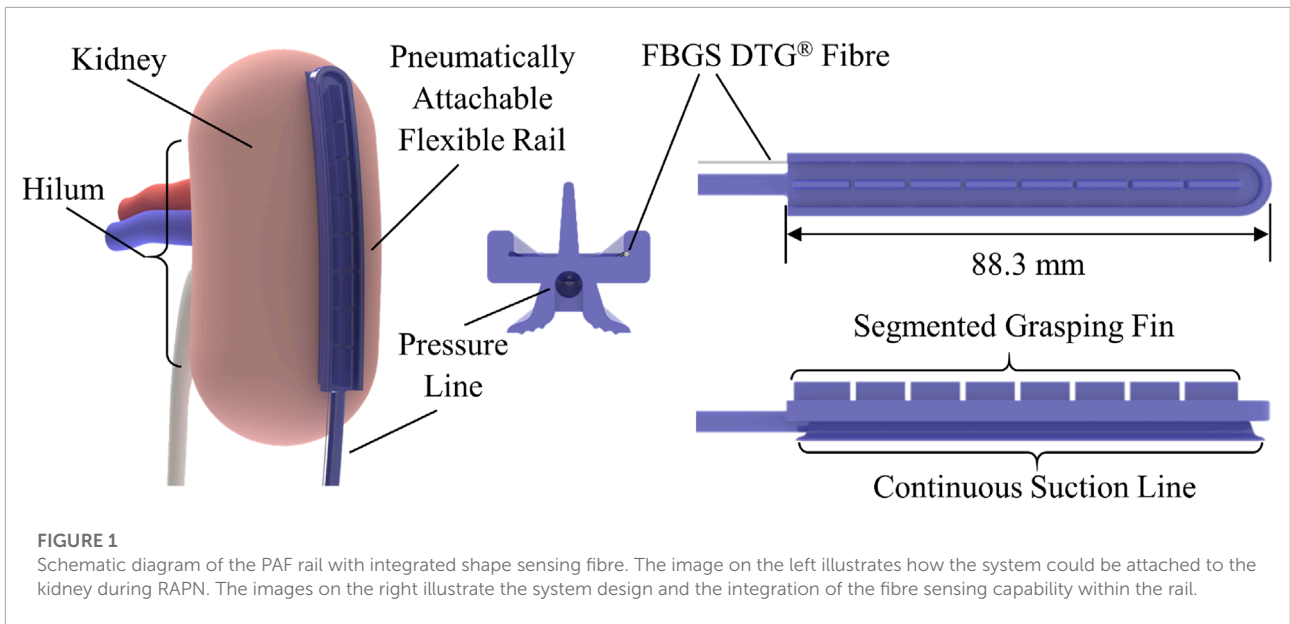 Kidney
Hilum
Pneumatically
Attachable
Flexible Rail
Pressure
Line
FBGS DTG® Fibre
88.3 mm
Segmented Grasping Fin
Continuous Suction Line
FIGURE 1
Schematic diagram of the PAF rail with integrated shape sensing fibre. The image on the left illustrates how the system could be attached to the
kidney during RAPN. The images on the right illustrate the system design and the integration of the fibre sensing capability within the rail.